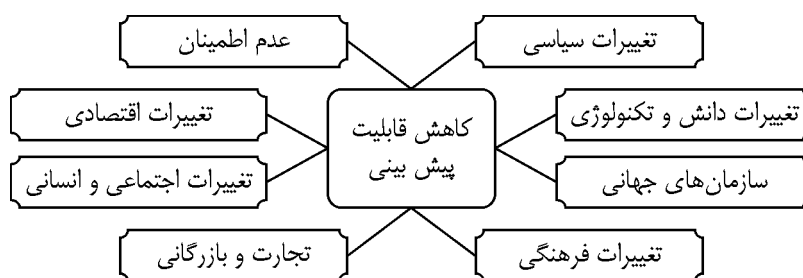 تغییرات سیاسی
عدم اطمینان
تغییرات دانش و تکنولوژی
کاهش قابلیت
پیش بینی
تغییرات اقتصادی
سازمان‌های جهانی
تغییرات اجتماعی و انسانی
تغییرات فرهنگی
تجارت و بازرگانی